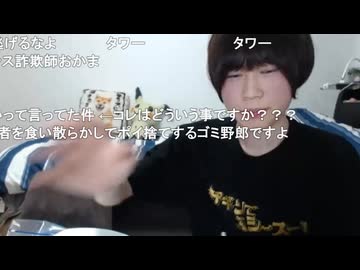 逃げるなよ
タワー
タワー
ス詐欺師おかま
って言ってた件 ←コレはどういう事ですか？？？
者を食い散らかしてポイ捨てするゴミ野郎ですよ